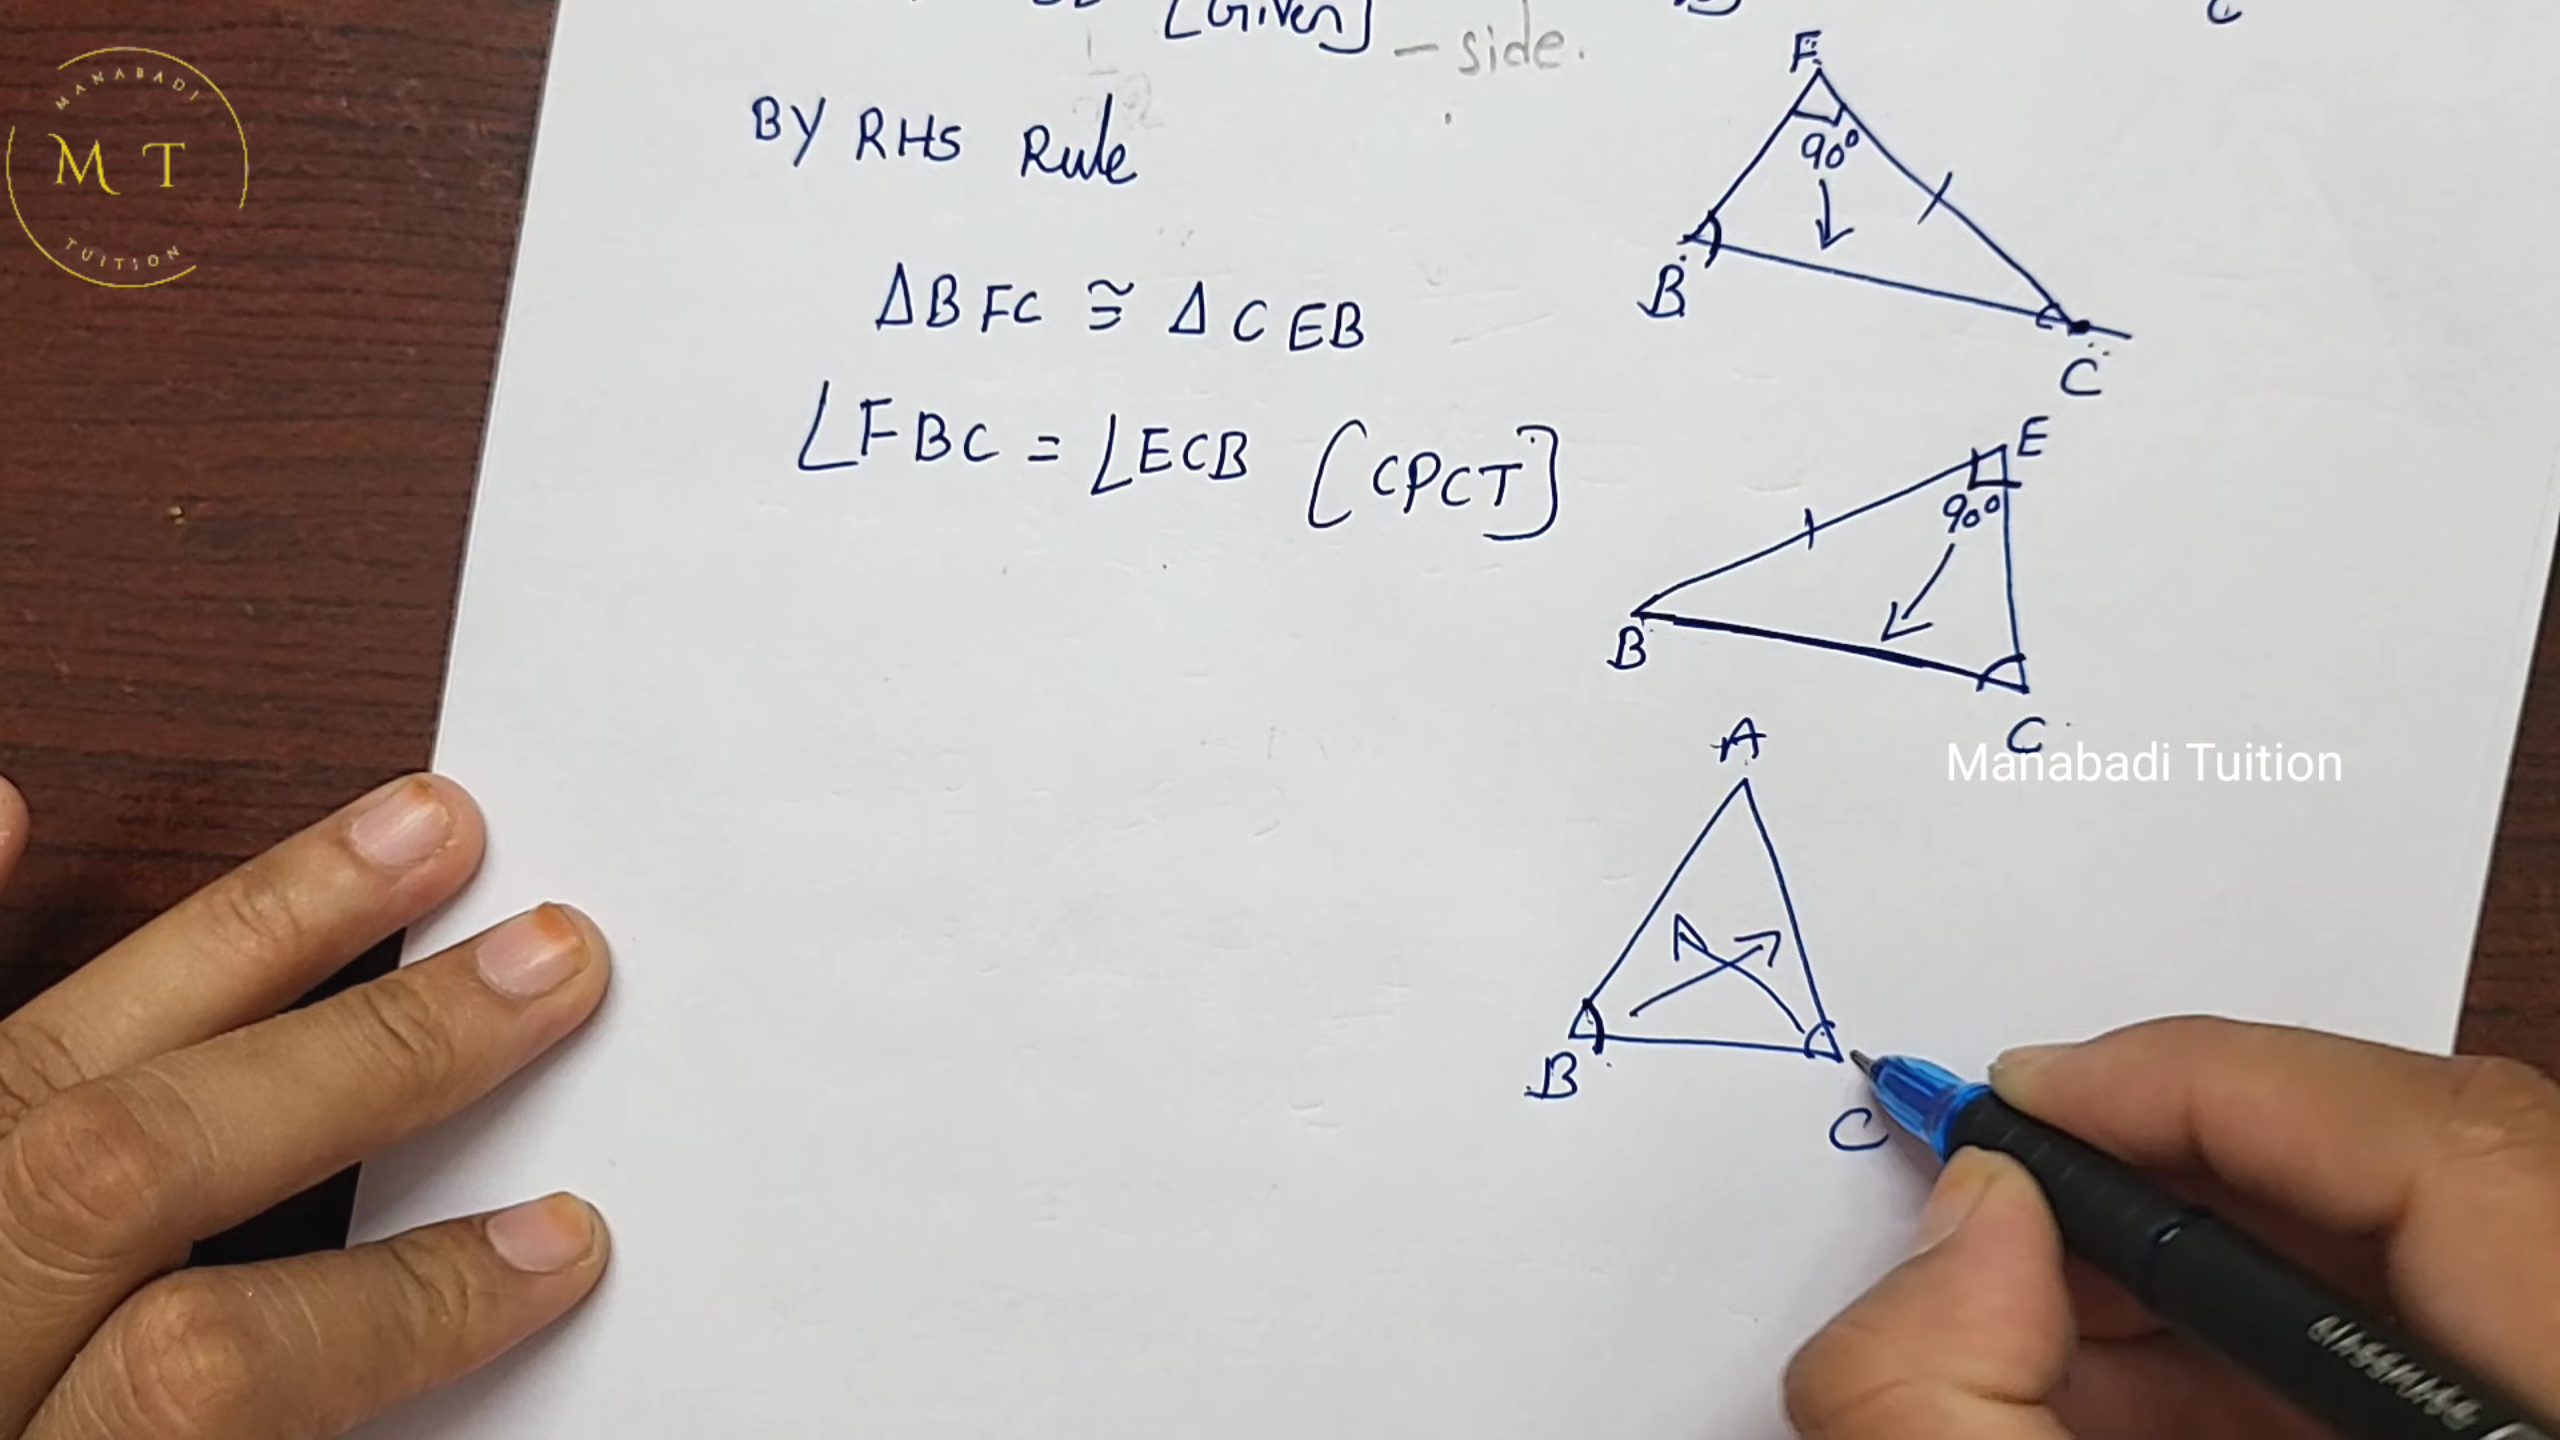 MANABADI
M T
TUITION
[Given] - side.
BY RHS Rule
ΔBFC ≅ ΔCEB
∠FBC = ∠ECB [CPCT]
F
90°
B
C
E
90°
B
C
Manabadi Tuition
A
B
C